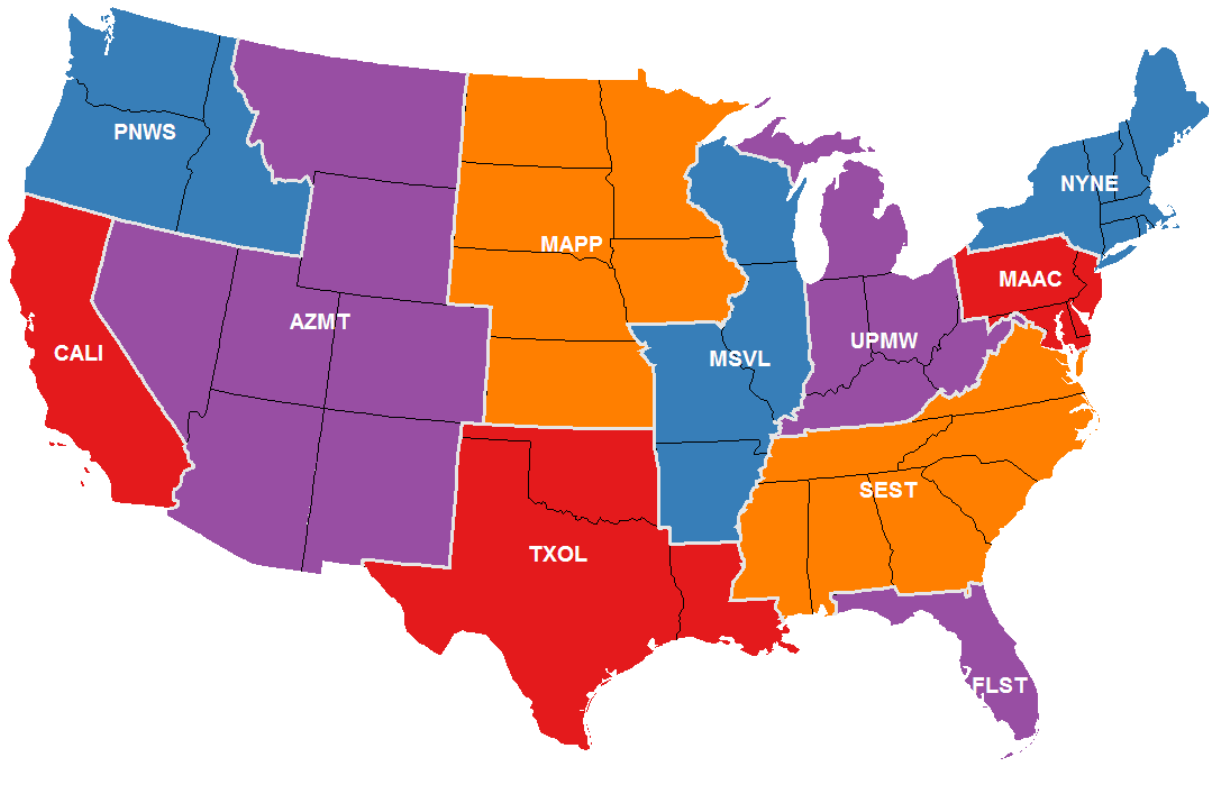 PNWS
NYNE
MAPP
MAAC
AZMT
UPMW
CALI
MSVL
SEST
TXOL
FLST